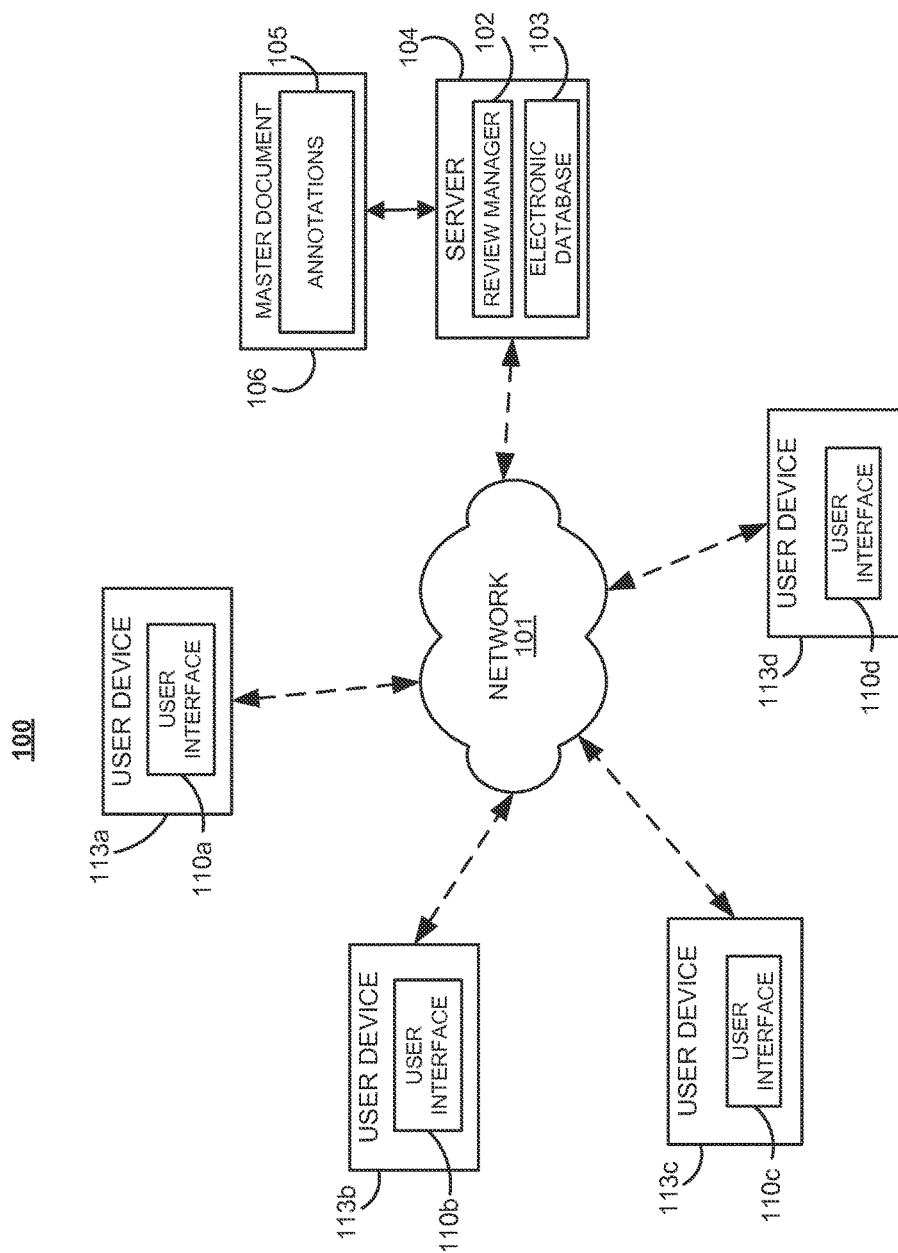 100
105
MASTER DOCUMENT
ANNOTATIONS
106
104
102
103
SERVER
REVIEW MANAGER
ELECTRONIC
DATABASE
NETWORK
101
USER DEVICE
USER
INTERFACE
113a
110a
USER DEVICE
USER
INTERFACE
113b
110b
USER DEVICE
USER
INTERFACE
113c
110c
USER DEVICE
USER
INTERFACE
113d
110d